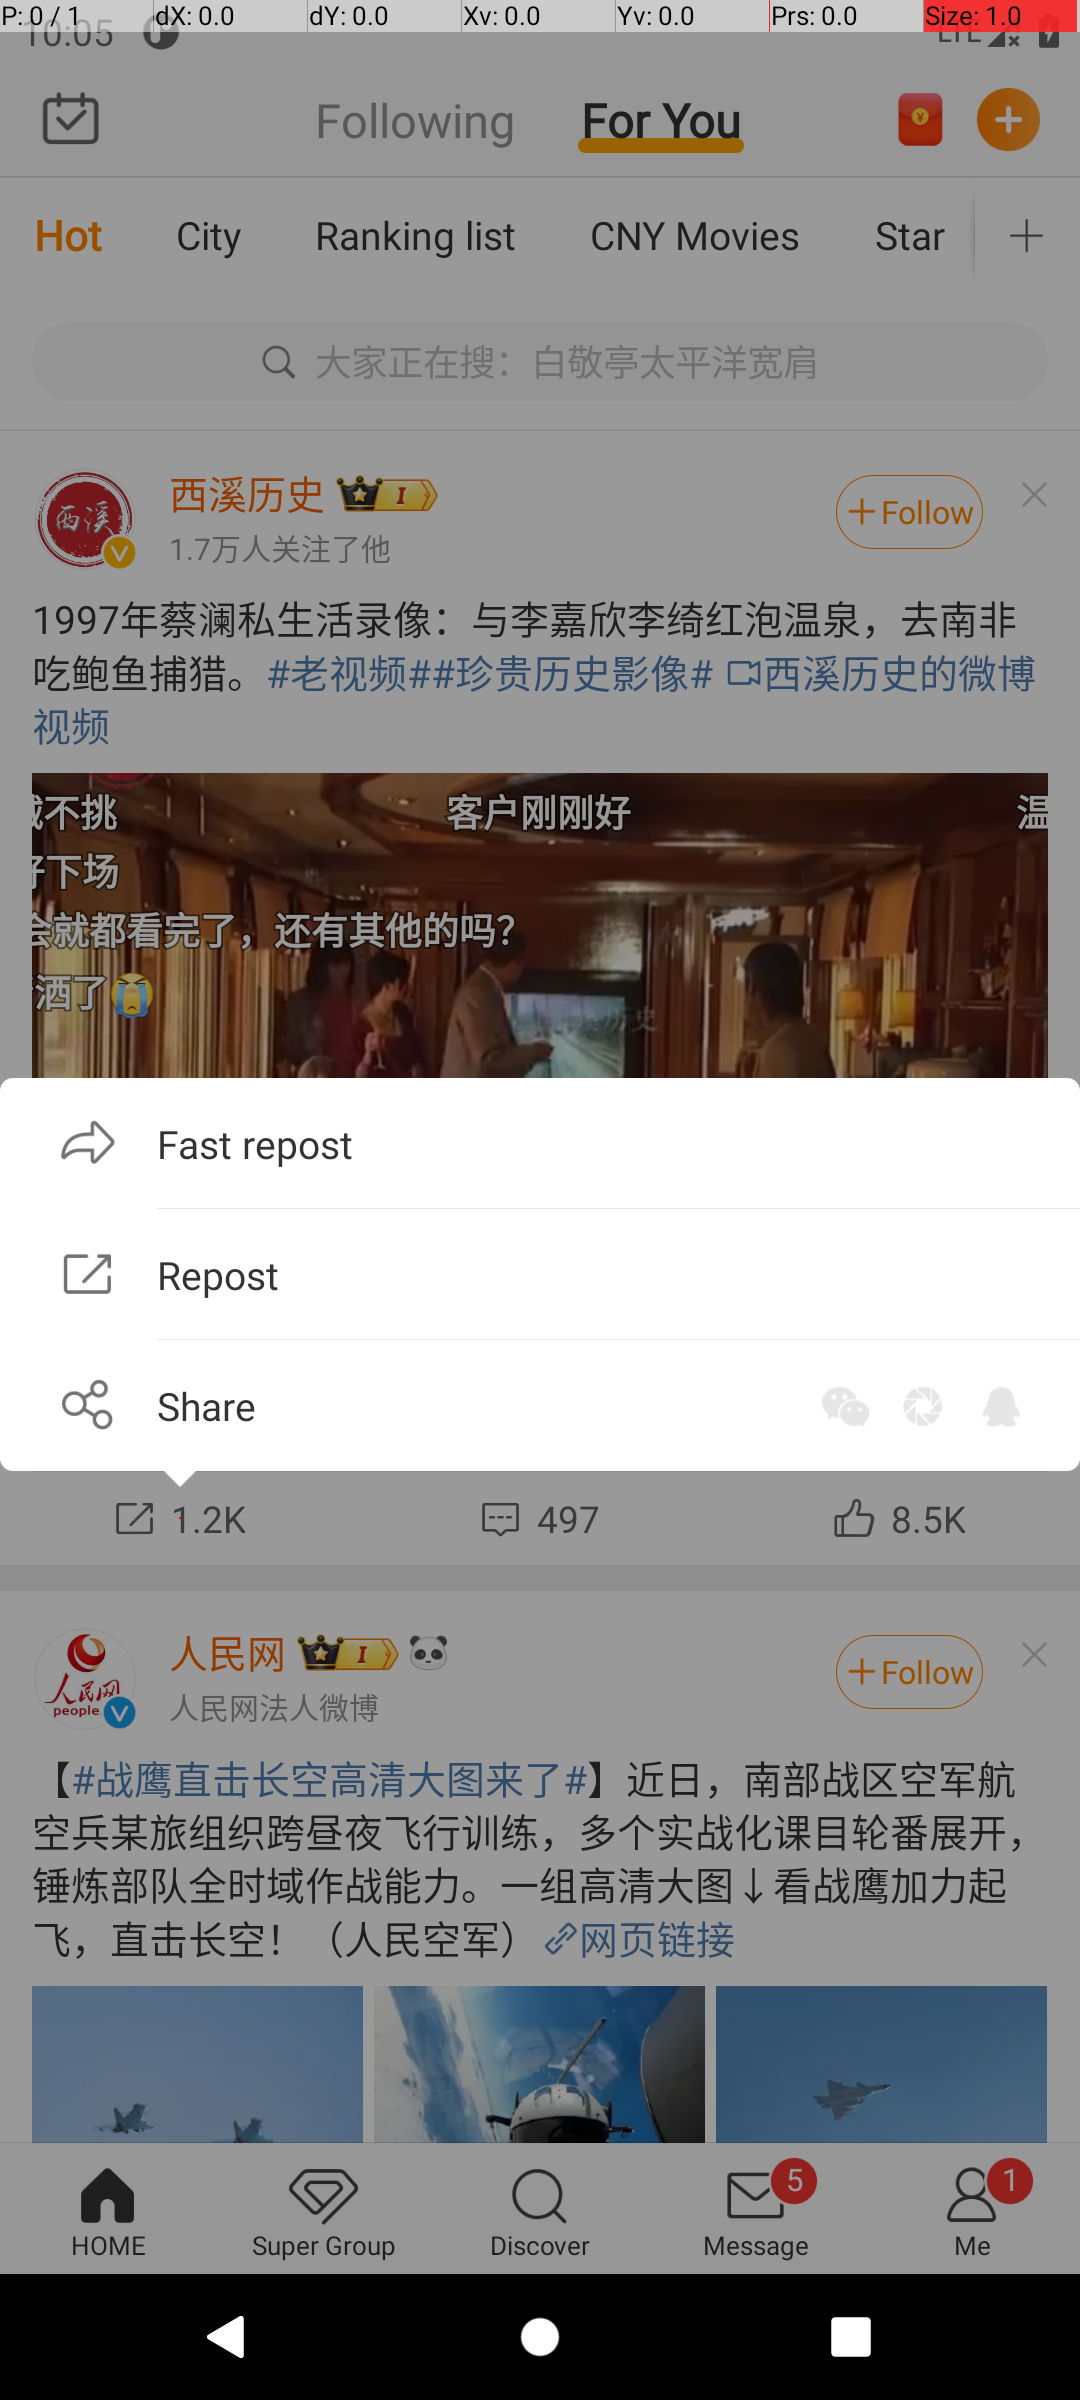 P: 0 / 1 dX: 0.0 dY: 0.0 Xv: 0.0 Yv: 0.0 Prs: 0.0 Size: 1.0
10:05 LTE
Following For You
Hot City Ranking list CNY Movies Star
大家正在搜：白敬亭太平洋宽肩
西溪历史 I
1.7万人关注了他
Follow
西溪
1997年蔡澜私生活录像：与李嘉欣李绮红泡温泉，去南非
吃鲍鱼捕猎。#老视频##珍贵历史影像# 西溪历史的微博
视频
不挑 客户刚刚好 温
下场
就都看完了，还有其他的吗？
洒了
Fast repost
Repost
Share
1.2K 497 8.5K
人民网 I
人民网法人微博
Follow
人民网
people
【#战鹰直击长空高清大图来了#】近日，南部战区空军航
空兵某旅组织跨昼夜飞行训练，多个实战化课目轮番展开，
锤炼部队全时域作战能力。一组高清大图↓看战鹰加力起
飞，直击长空！（人民空军） 网页链接
5 1
HOME Super Group Discover Message Me